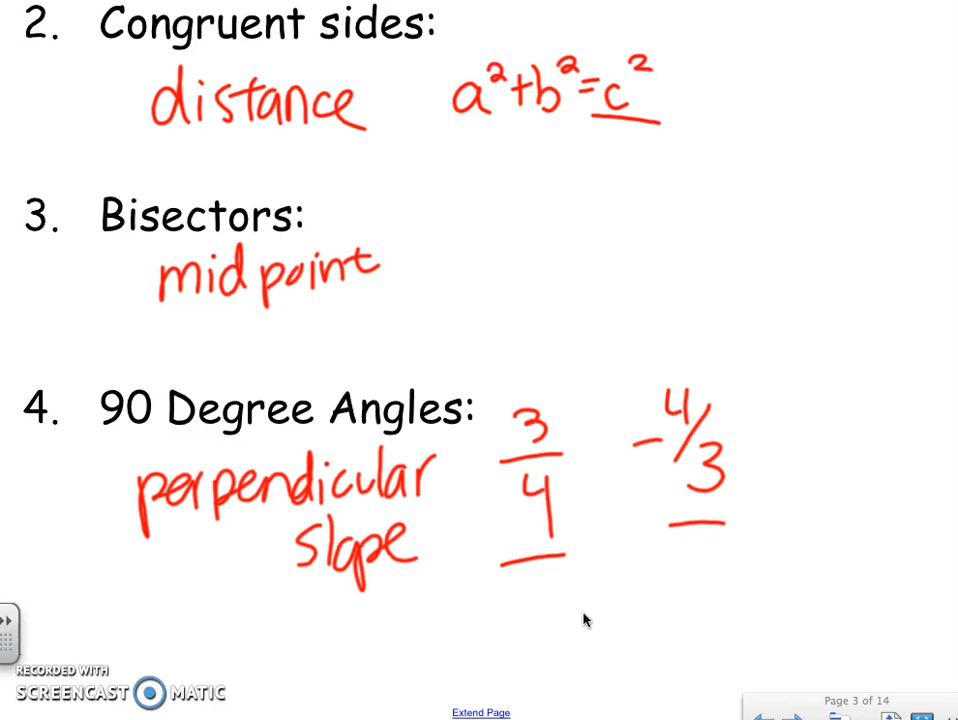 2. Congruent sides:
distance a²+b²=c²
3. Bisectors:
midpoint
4. 90 Degree Angles:
perpendicular slope
3/4 -4/3
RECORDED WITH
SCREENCAST-O-MATIC
Page 3 of 14
Extend Page